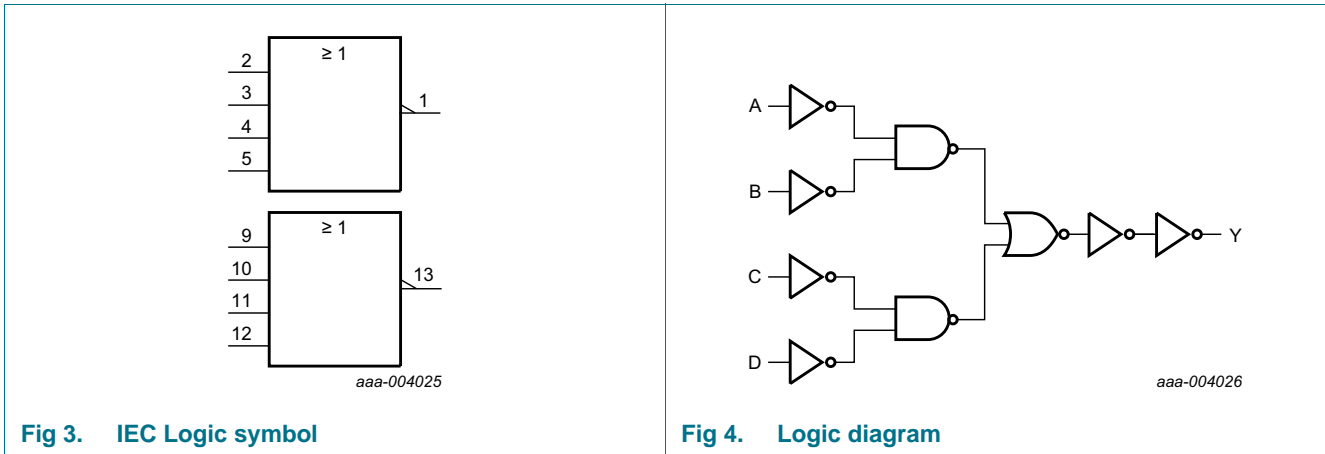 ≥ 1
2
3
4
5
1
≥ 1
9
10
11
12
13
aaa-004025
Fig 3. IEC Logic symbol
A
B
C
D
Y
aaa-004026
Fig 4. Logic diagram